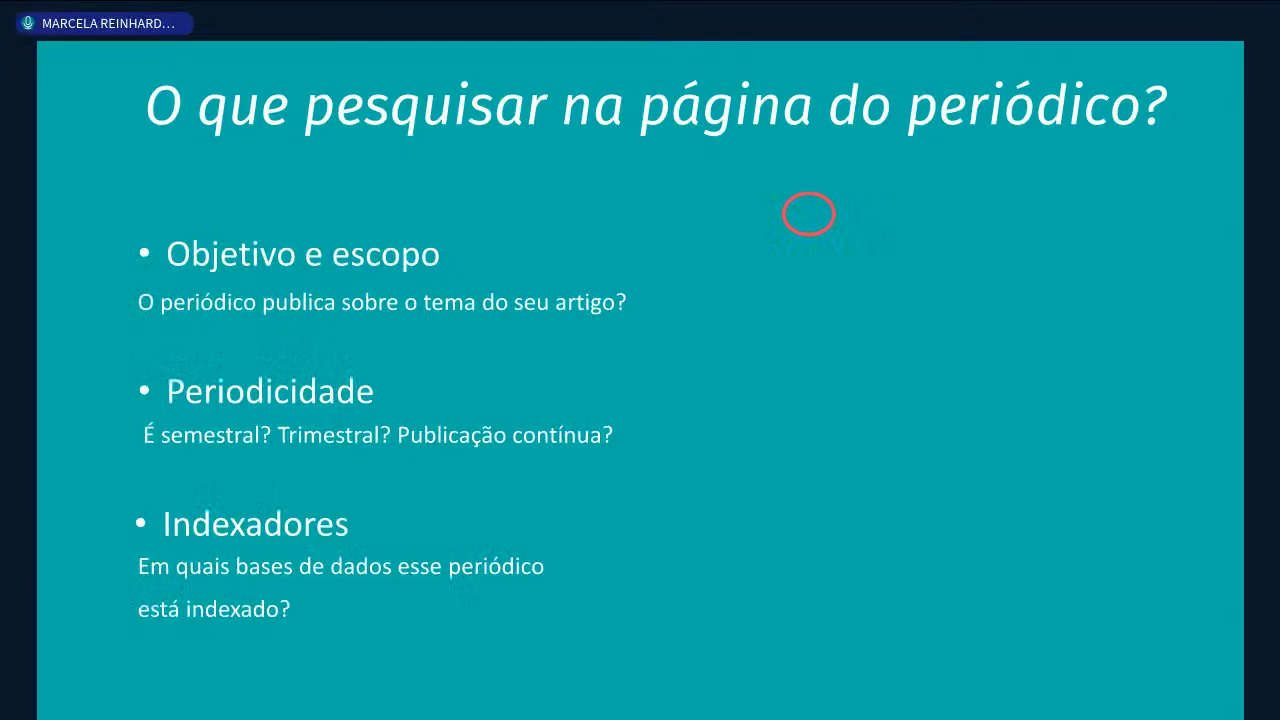 MARCELA REINHARD...
O que pesquisar na página do periódico?
• Objetivo e escopo
O periódico publica sobre o tema do seu artigo?
• Periodicidade
É semestral? Trimestral? Publicação contínua?
• Indexadores
Em quais bases de dados esse periódico
está indexado?